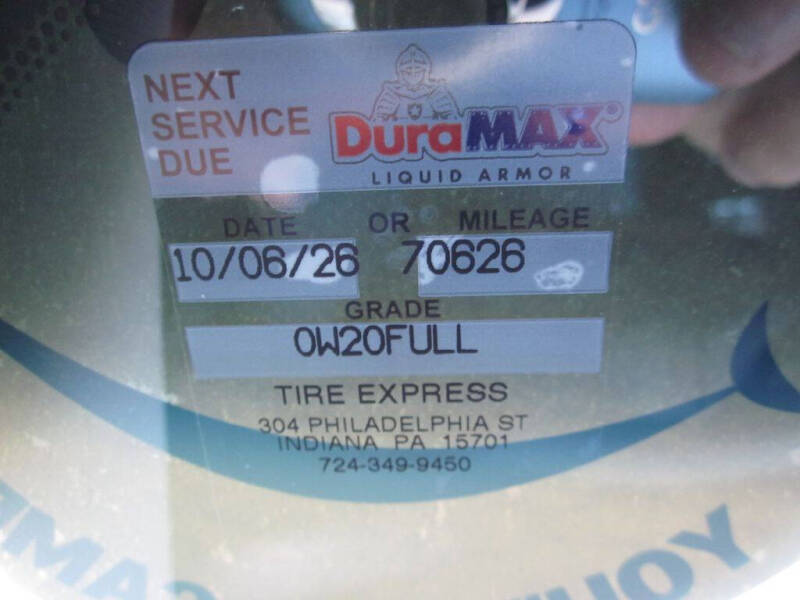 NEXT
SERVICE
DUE
DuraMAX
LIQUID ARMOR
DATE OR MILEAGE
10/06/26 70626
GRADE
0W20FULL
TIRE EXPRESS
304 PHILADELPHIA ST
INDIANA PA 15701
724-349-9450